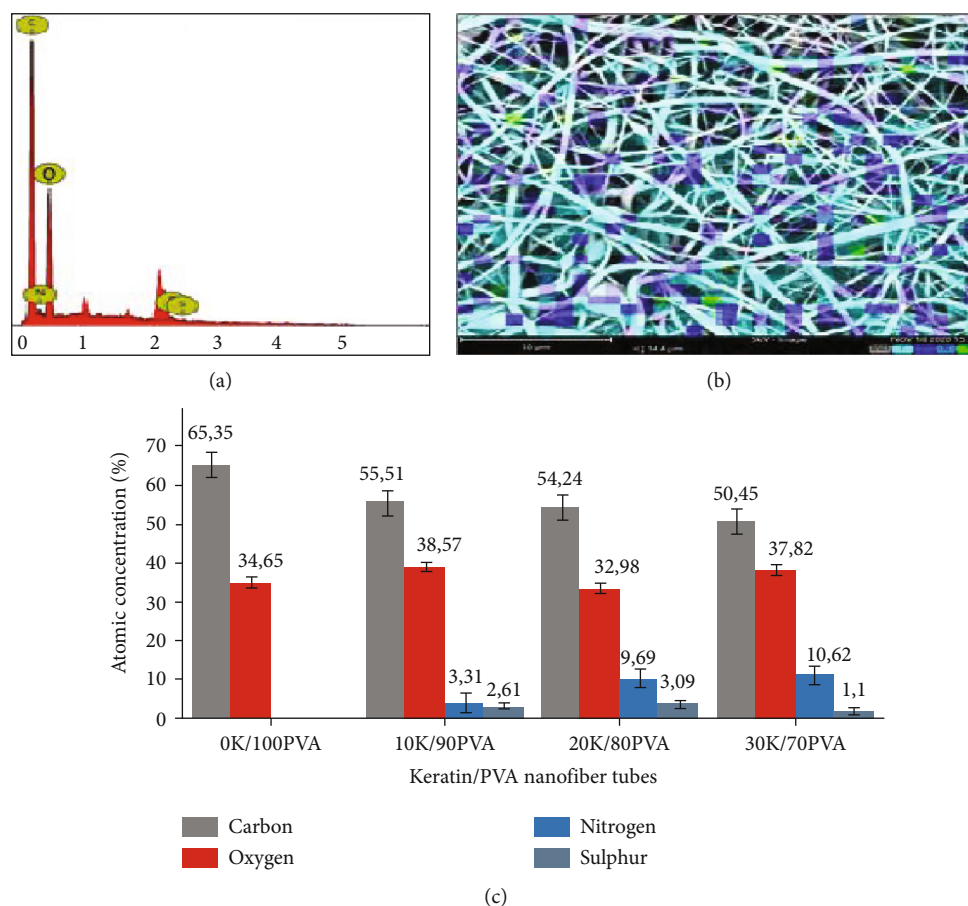 C
O
N
S
0 1 2 3 4 5
(a)
10 µm
(b)
Atomic concentration (%)
70
60
50
40
30
20
10
0
65,35
34,65
55,51
38,57
3,31
2,61
54,24
32,98
9,69
3,09
50,45
37,82
10,62
1,1
0K/100PVA 10K/90PVA 20K/80PVA 30K/70PVA
Keratin/PVA nanofiber tubes
Carbon
Oxygen
Nitrogen
Sulphur
(c)